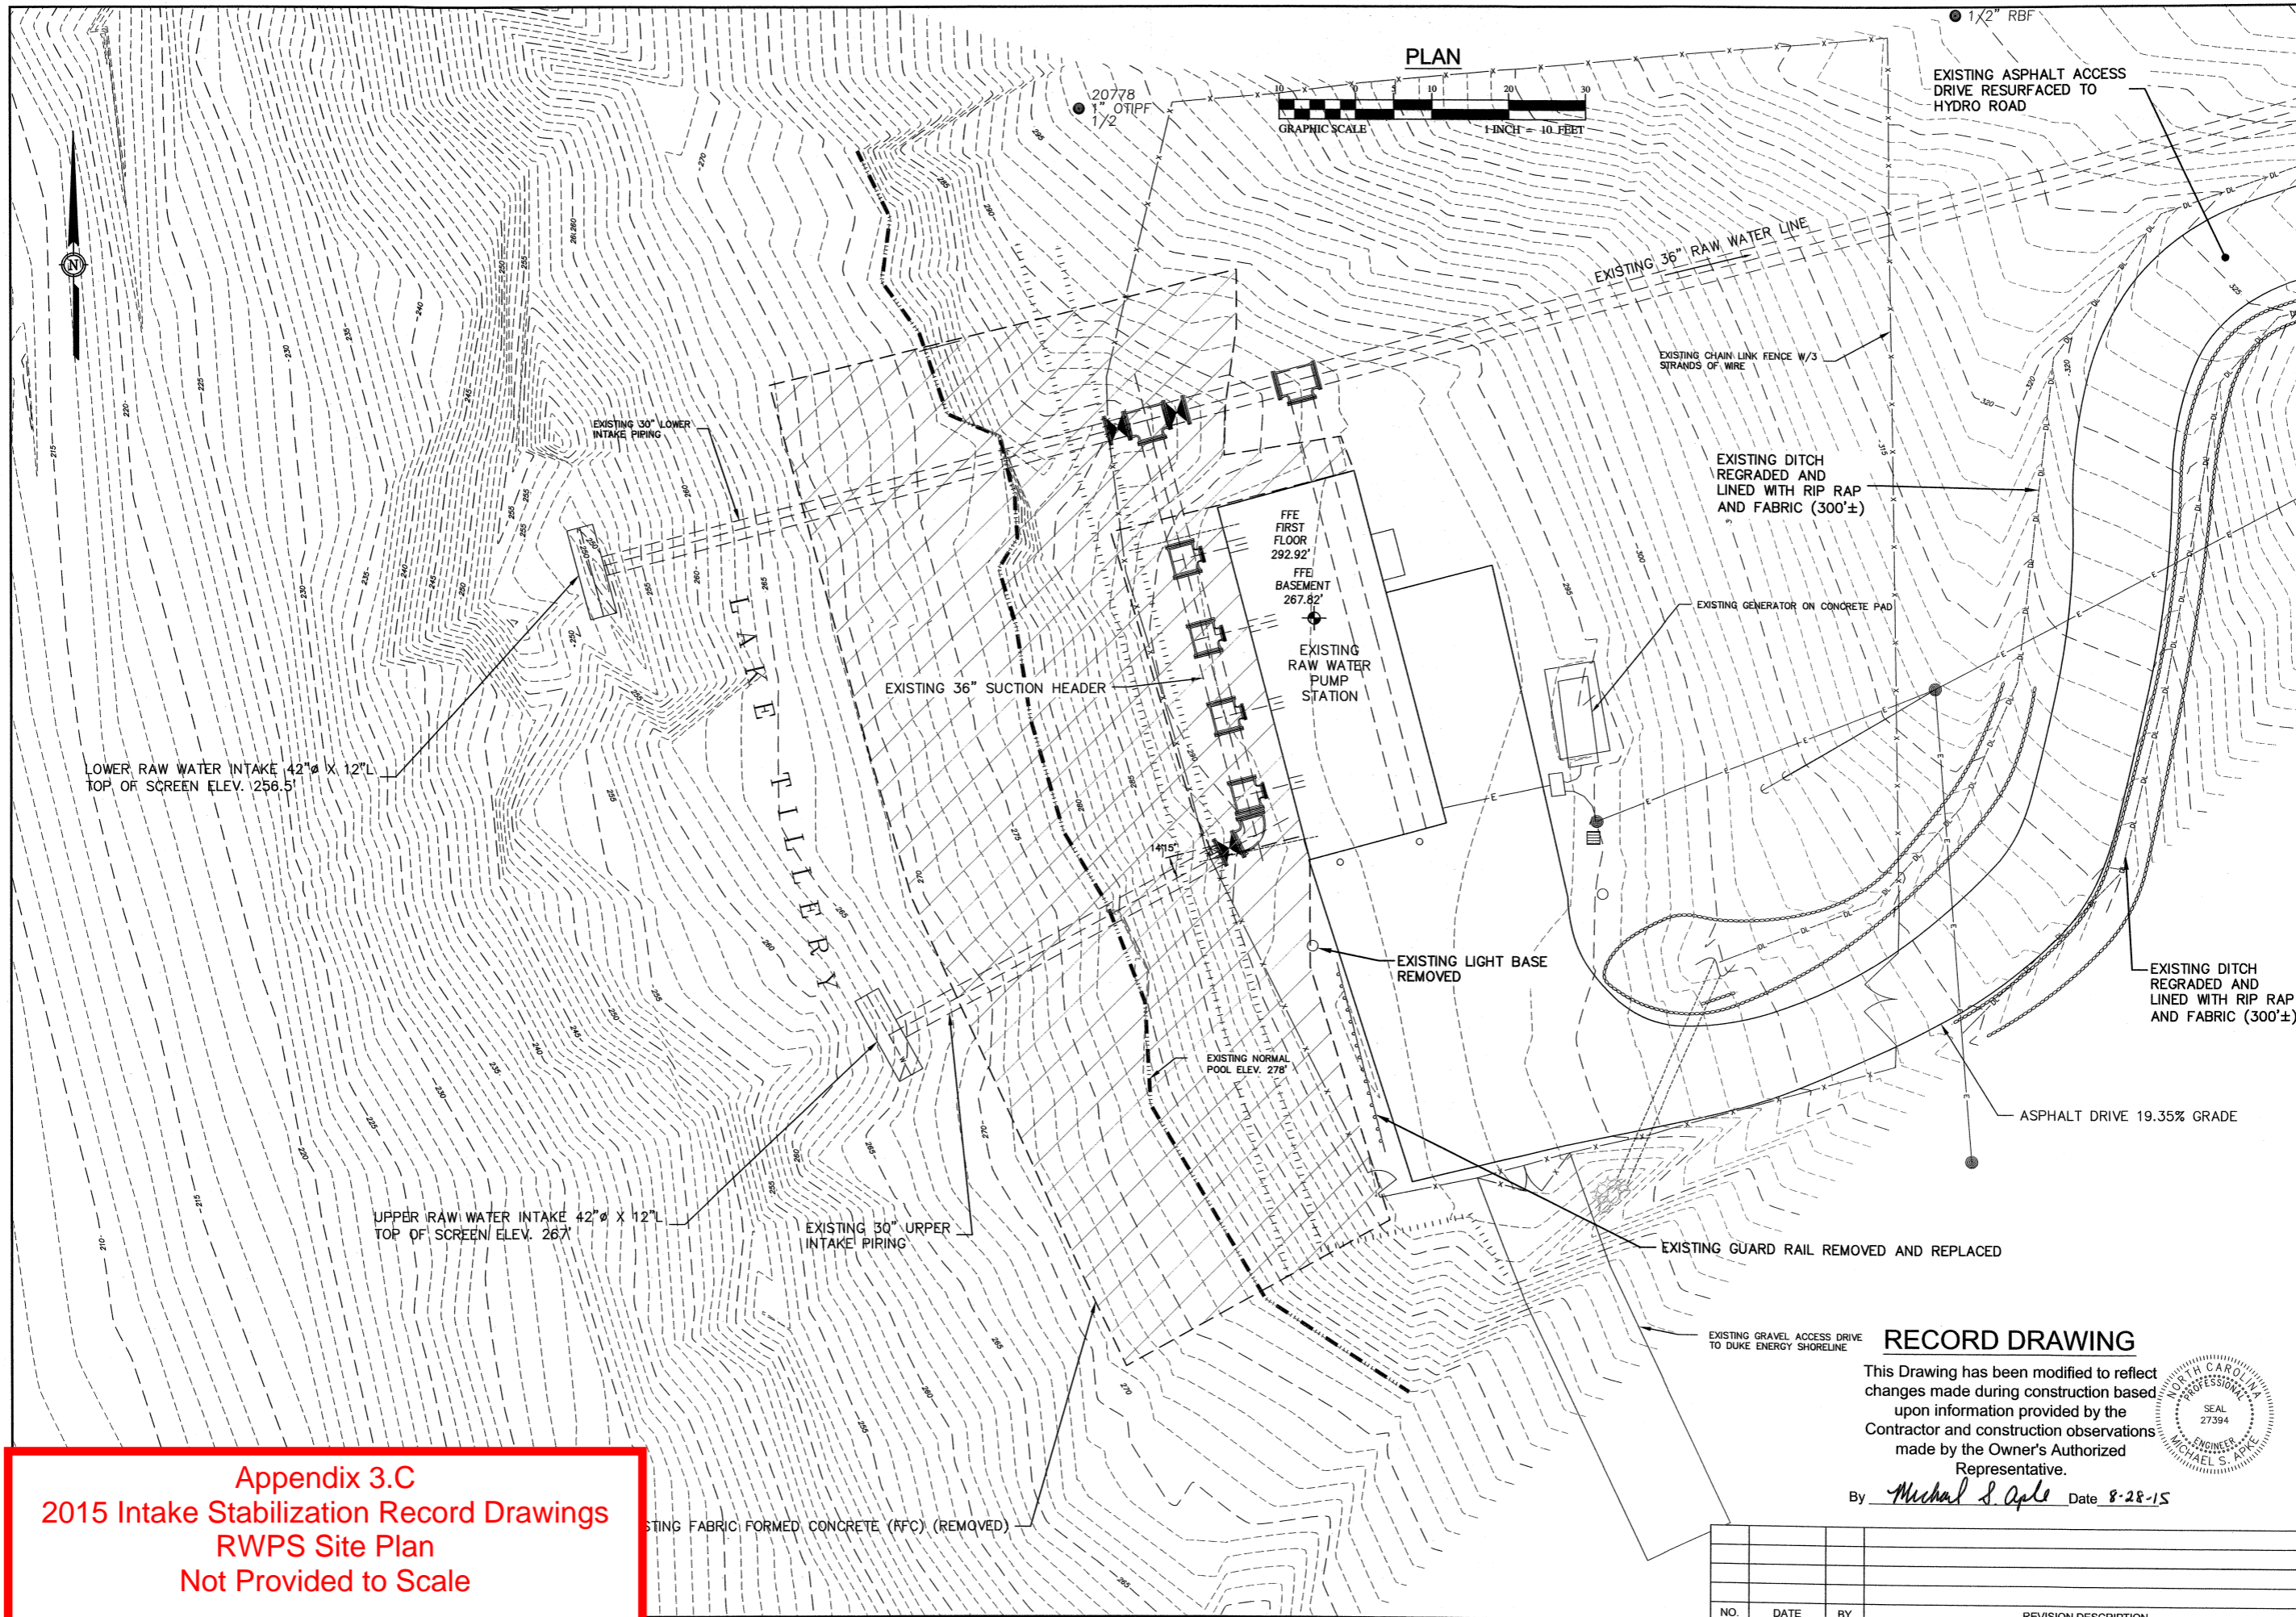 PLAN
1/2" RBF
20778
1" OTIPF
1/2
10 0 5 10 20 30
GRAPHIC SCALE 1 INCH = 10 FEET
EXISTING ASPHALT ACCESS
DRIVE RESURFACED TO
HYDRO ROAD
N
EXISTING 36" RAW WATER LINE
EXISTING CHAIN LINK FENCE W/3
STRANDS OF WIRE
EXISTING 30" LOWER
INTAKE PIPING
EXISTING DITCH
REGRADED AND
LINED WITH RIP RAP
AND FABRIC (300'±)
FFE
FIRST
FLOOR
292.92'
FFE
BASEMENT
267.82'
EXISTING
RAW WATER
PUMP
STATION
EXISTING GENERATOR ON CONCRETE PAD
LAKE TILLERY
EXISTING 36" SUCTION HEADER
LOWER RAW WATER INTAKE 42"ø X 12"L
TOP OF SCREEN ELEV. 256.5'
EXISTING LIGHT BASE
REMOVED
EXISTING DITCH
REGRADED AND
LINED WITH RIP RAP
AND FABRIC (300'±)
EXISTING NORMAL
POOL ELEV. 278'
ASPHALT DRIVE 19.35% GRADE
UPPER RAW WATER INTAKE 42"ø X 12"L
TOP OF SCREEN ELEV. 267'
EXISTING 30" UPPER
INTAKE PIPING
EXISTING GUARD RAIL REMOVED AND REPLACED
EXISTING GRAVEL ACCESS DRIVE
TO DUKE ENERGY SHORELINE
RECORD DRAWING
This Drawing has been modified to reflect
changes made during construction based
upon information provided by the
Contractor and construction observations
made by the Owner's Authorized
Representative.
By Michael S. Apke Date 8-28-15
NORTH CAROLINA
PROFESSIONAL
SEAL
27394
ENGINEER
MICHAEL S. APKE
STING FABRIC FORMED CONCRETE (FFC) (REMOVED)
Appendix 3.C
2015 Intake Stabilization Record Drawings
RWPS Site Plan
Not Provided to Scale
NO. DATE BY REVISION DESCRIPTION